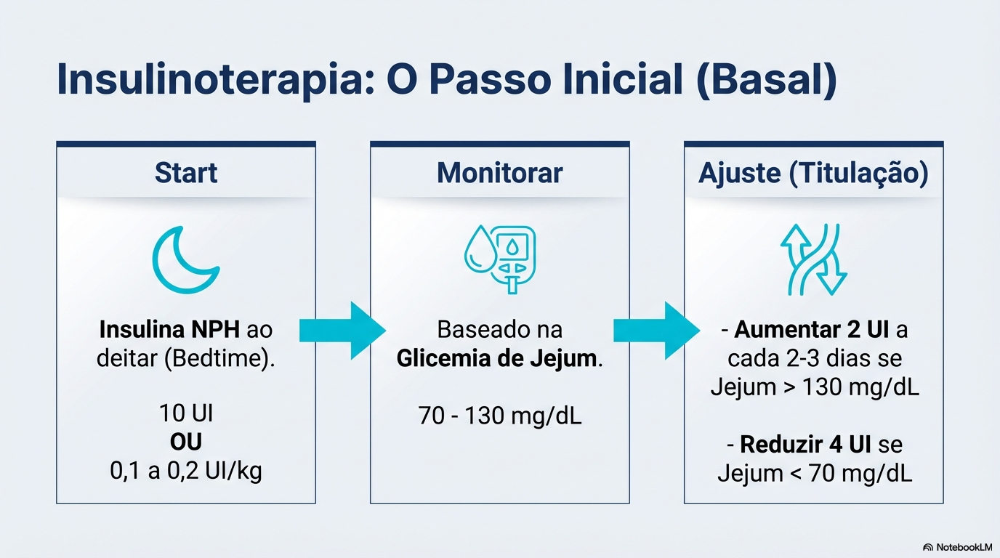 Insulinoterapia: O Passo Inicial (Basal)
Start
Insulina NPH ao
deitar (Bedtime).
10 UI
OU
0,1 a 0,2 UI/kg
Monitorar
Baseado na
Glicemia de Jejum.
70 - 130 mg/dL
Ajuste (Titulação)
- Aumentar 2 UI a
cada 2-3 dias se
Jejum > 130 mg/dL
- Reduzir 4 UI se
Jejum < 70 mg/dL
NotebookLM